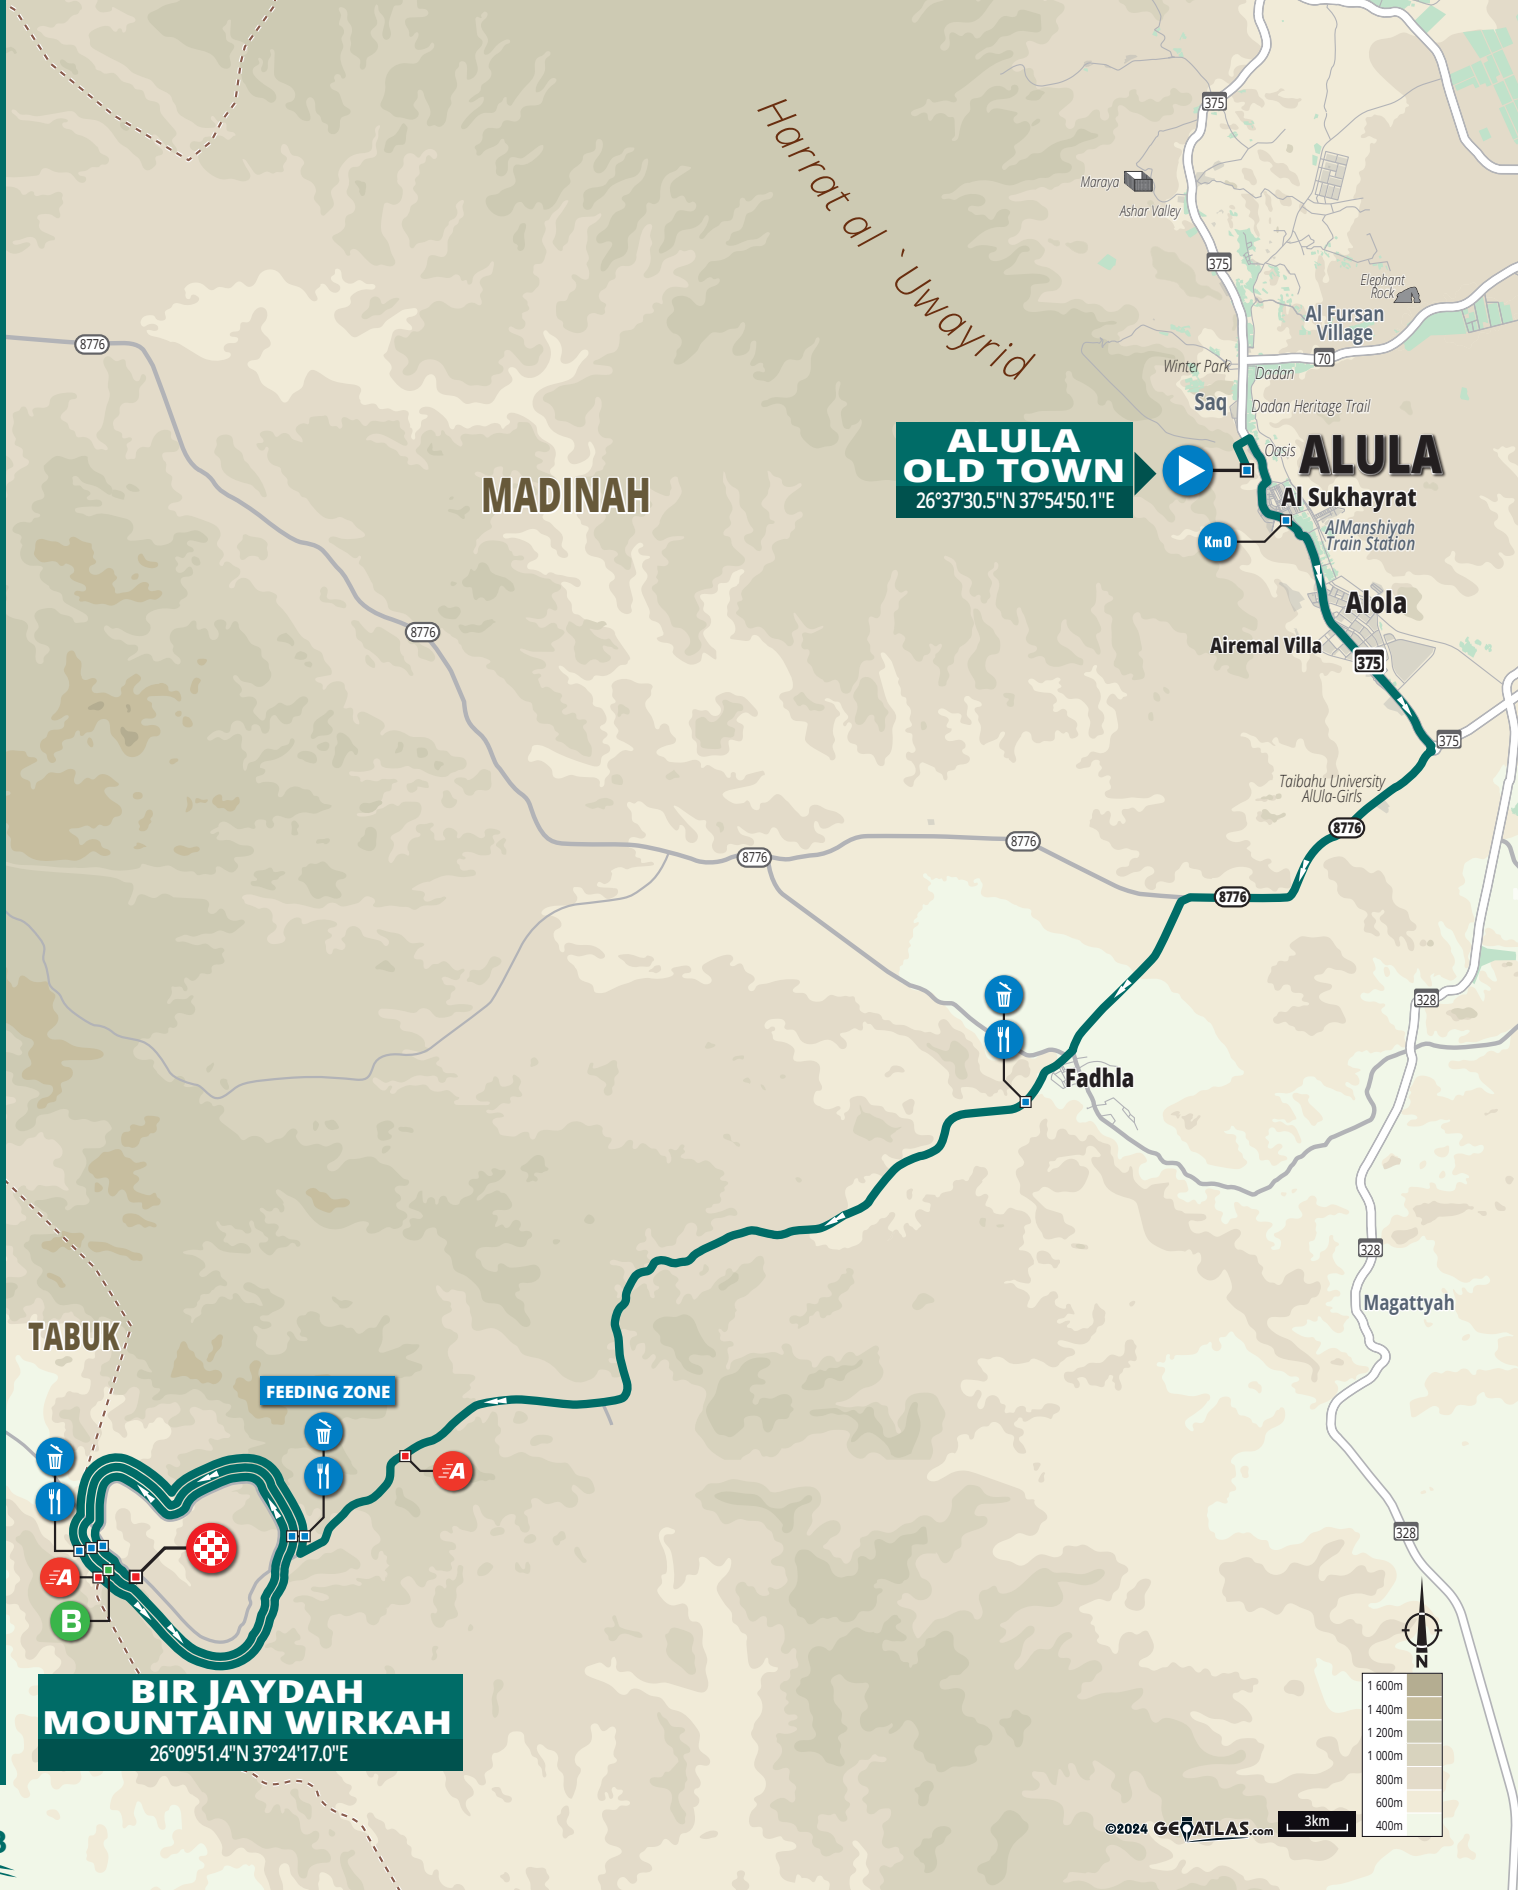 375
Harrat al `Uwayrid
Maraya
Ashar Valley
375
Elephant
Rock
Al Fursan
Village
8776
70
Winter Park
Dadan
Saq
Dadan Heritage Trail
ALULA
OLD TOWN
26°37'30.5"N 37°54'50.1"E
Oasis
ALULA
MADINAH
Al Sukhayrat
AlManshiyah
Train Station
Km0
Alola
8776
Airemal Villa
375
375
Taibahu University
AlUla-Girls
8776
8776
8776
8776
328
Fadhla
328
Magattyah
TABUK
FEEDING ZONE
A
328
A
B
N
BIR JAYDAH
MOUNTAIN WIRKAH
26°09'51.4"N 37°24'17.0"E
1 600m
1 400m
1 200m
1 000m
800m
600m
400m
©2024 GEOATLAS.com
3km